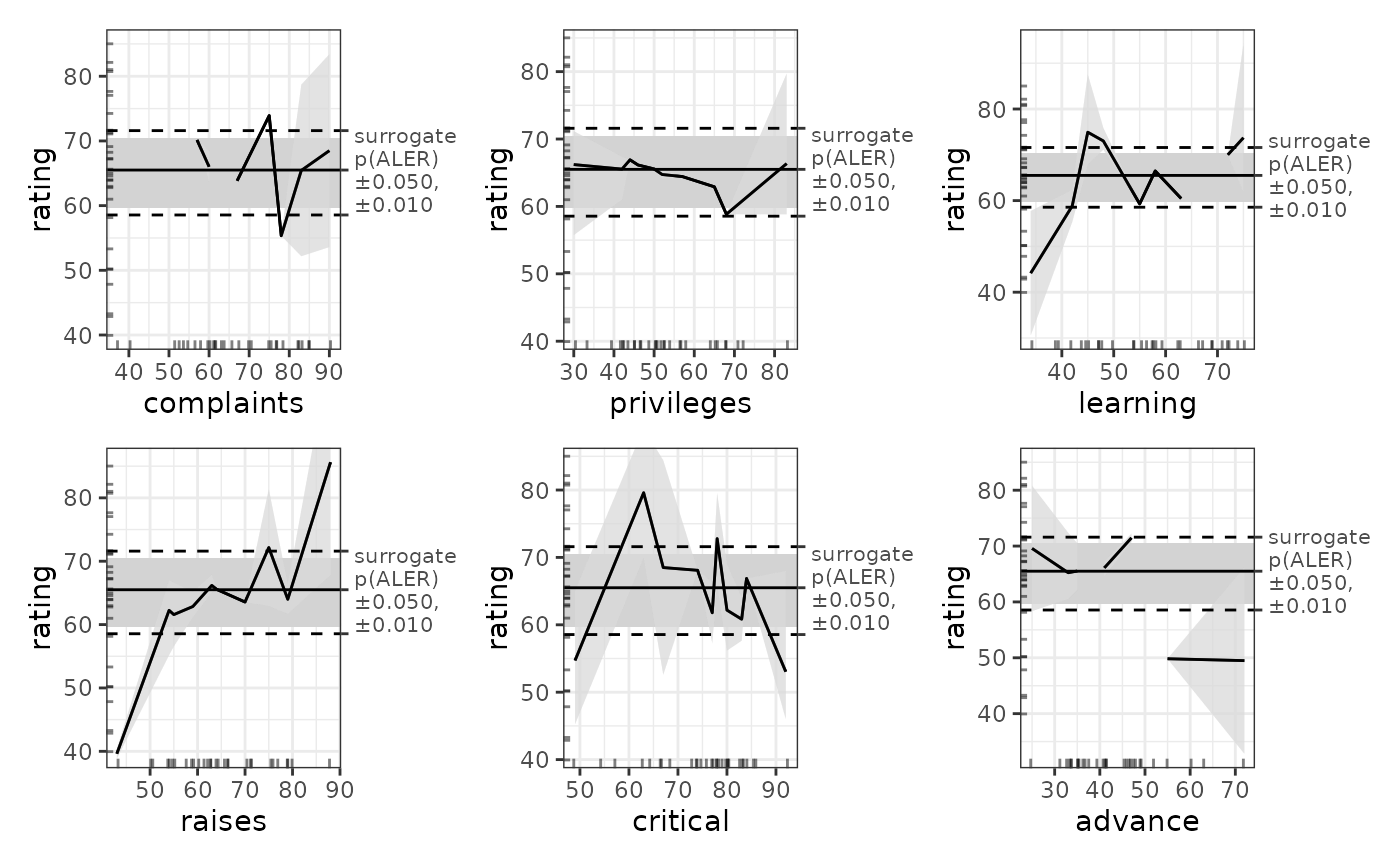 rating
80
70
60
50
40
40 50 60 70 80 90
complaints
surrogate
p(ALER)
±0.050,
±0.010
rating
80
70
60
50
40
30 40 50 60 70 80
privileges
surrogate
p(ALER)
±0.050,
±0.010
rating
80
60
40
40 50 60 70
learning
surrogate
p(ALER)
±0.050,
±0.010
rating
80
70
60
50
40
50 60 70 80 90
raises
surrogate
p(ALER)
±0.050,
±0.010
rating
80
70
60
50
40
50 60 70 80 90
critical
surrogate
p(ALER)
±0.050,
±0.010
rating
80
70
60
50
40
30 40 50 60 70
advance
surrogate
p(ALER)
±0.050,
±0.010